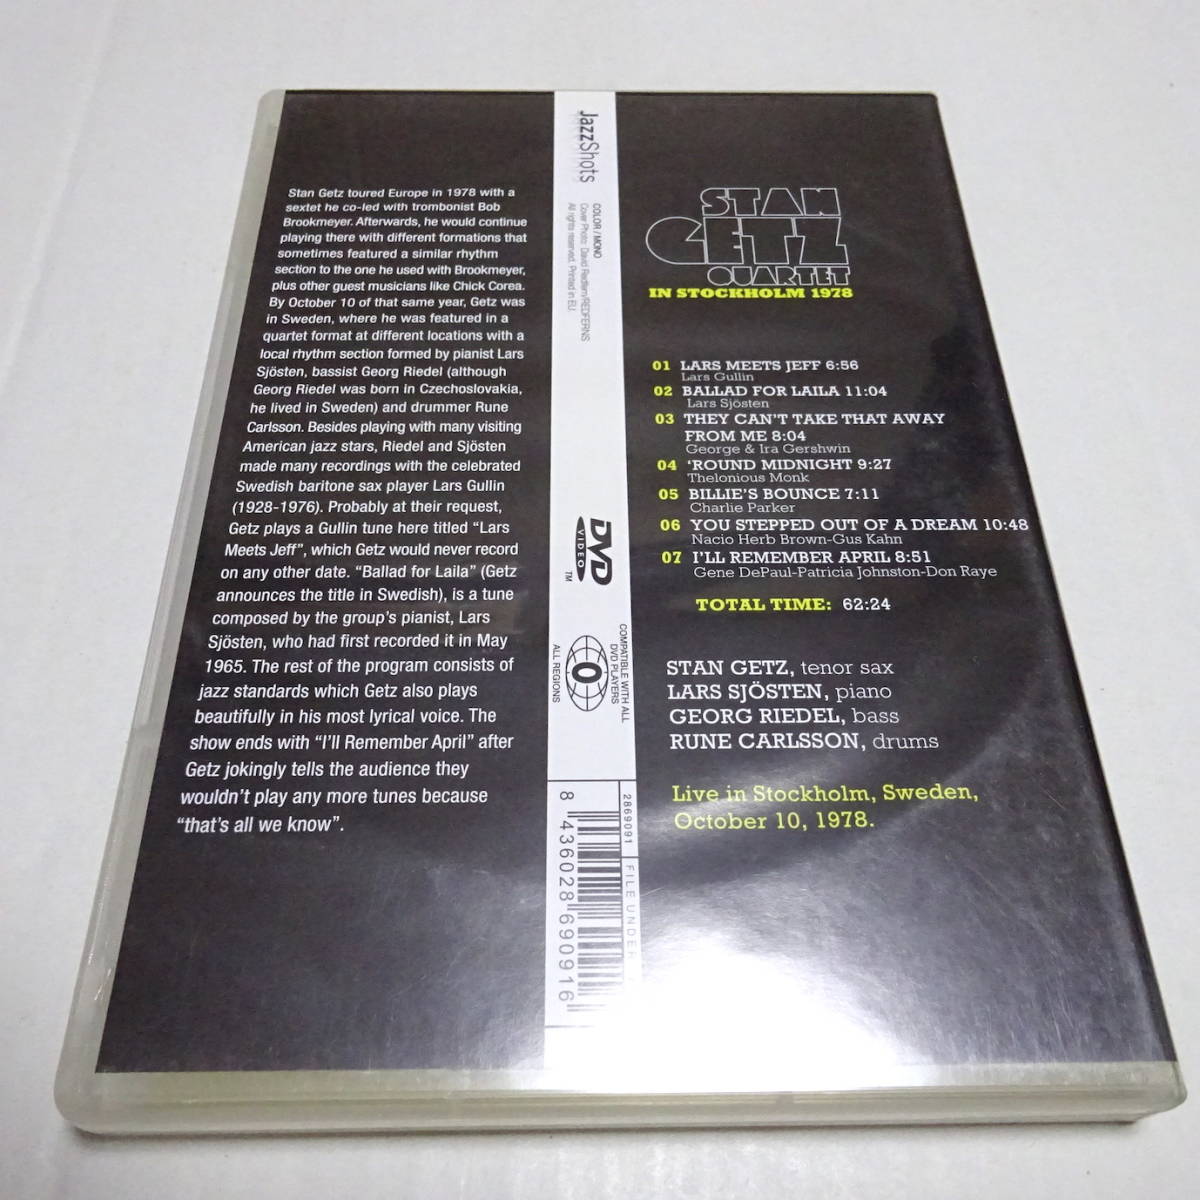 Stan Getz toured Europe in 1978 with a
sextet he co-led with trombonist Bob
Brookmeyer. Afterwards, he would continue
playing there with different formations that
sometimes featured a similar rhythm
section to the one he used with Brookmeyer,
plus other guest musicians like Chick Corea.
By October 10 of that same year, Getz was
in Sweden, where he was featured in a
quartet format at different locations with a
local rhythm section formed by pianist Lars
Sjösten, bassist Georg Riedel (although
Georg Riedel was born in Czechoslovakia,
he lived in Sweden) and drummer Rune
Carlsson. Besides playing with many visiting
American jazz stars, Riedel and Sjösten
made many recordings with the celebrated
Swedish baritone sax player Lars Gullin
(1928-1976). Probably at their request,
Getz plays a Gullin tune here titled “Lars
Meets Jeff”, which Getz would never record
on any other date. “Ballad for Laila” (Getz
announces the title in Swedish), is a tune
composed by the group's pianist, Lars
Sjösten, who had first recorded it in May
1965. The rest of the program consists of
jazz standards which Getz also plays
beautifully in his most lyrical voice. The
show ends with “I'll Remember April” after
Getz jokingly tells the audience they
wouldn't play any more tunes because
“that's all we know”.
JazzShots
COLOR / MONO
Cover Photo: David Redfern/REDFERNS
All rights reserved. Printed in EU.
DVD
VIDEO
TM
COMPATIBLE WITH ALL
DVD PLAYERS
0
ALL REGIONS
2869091
FILE UNDER
8 436028 690916
STAN
GETZ
QUARTET
IN STOCKHOLM 1978
01 LARS MEETS JEFF 6:56
Lars Gullin
02 BALLAD FOR LAILA 11:04
Lars Sjösten
03 THEY CAN'T TAKE THAT AWAY
FROM ME 8:04
George & Ira Gershwin
04 'ROUND MIDNIGHT 9:27
Thelonious Monk
05 BILLIE'S BOUNCE 7:11
Charlie Parker
06 YOU STEPPED OUT OF A DREAM 10:48
Nacio Herb Brown-Gus Kahn
07 I'LL REMEMBER APRIL 8:51
Gene DePaul-Patricia Johnston-Don Raye
TOTAL TIME: 62:24
STAN GETZ, tenor sax
LARS SJÖSTEN, piano
GEORG RIEDEL, bass
RUNE CARLSSON, drums
Live in Stockholm, Sweden,
October 10, 1978.